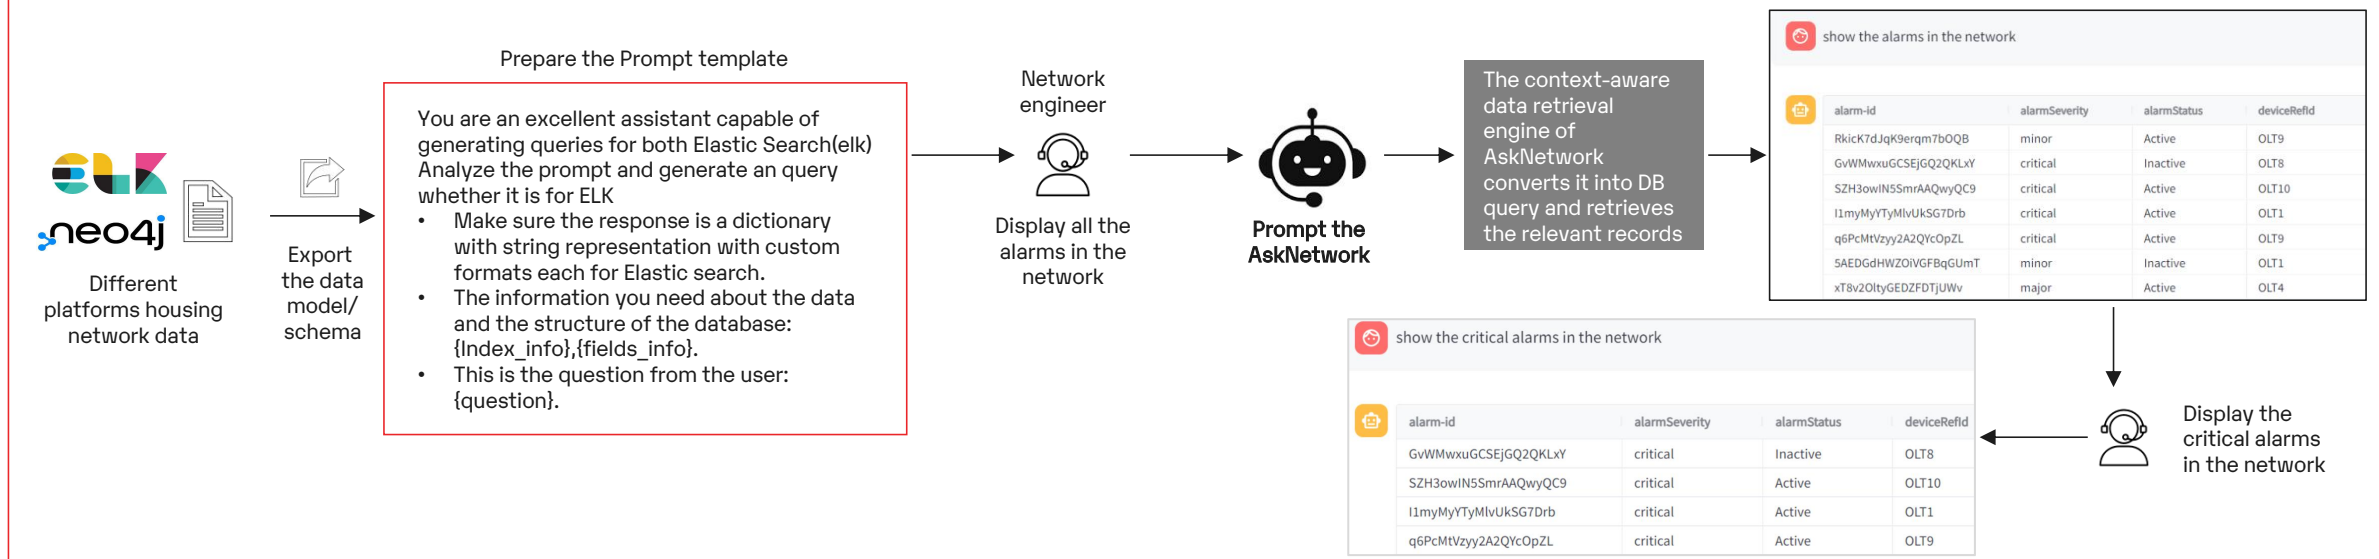 ELK
neo4j
Different
platforms housing
network data
Export
the data
model/
schema
Prepare the Prompt template
You are an excellent assistant capable of
generating queries for both Elastic Search(elk)
Analyze the prompt and generate an query
whether it is for ELK
• Make sure the response is a dictionary
with string representation with custom
formats each for Elastic search.
• The information you need about the data
and the structure of the database:
{Index_info},{fields_info}.
• This is the question from the user:
{question}.
Network
engineer
Display all the
alarms in the
network
Prompt the
AskNetwork
The context-aware
data retrieval
engine of
AskNetwork
converts it into DB
query and retrieves
the relevant records
show the alarms in the network
alarm-id alarmSeverity alarmStatus deviceRefId
RkicK7dJqK9erqm7bOQB minor Active OLT9
GvWMwxuGCSEjGQ2QKLxY critical Inactive OLT8
SZH3owIN5SmrAAQwyQC9 critical Active OLT10
I1myMyYTyMlvUkSG7Drb critical Active OLT1
q6PcMtVzyy2A2QYcOpZL critical Active OLT9
5AEDGdHWZOiVGFBqGUmT minor Inactive OLT1
xT8v2OltyGEDZFDTjUWv major Active OLT4
Display the
critical alarms
in the network
show the critical alarms in the network
alarm-id alarmSeverity alarmStatus deviceRefId
GvWMwxuGCSEjGQ2QKLxY critical Inactive OLT8
SZH3owIN5SmrAAQwyQC9 critical Active OLT10
I1myMyYTyMlvUkSG7Drb critical Active OLT1
q6PcMtVzyy2A2QYcOpZL critical Active OLT9